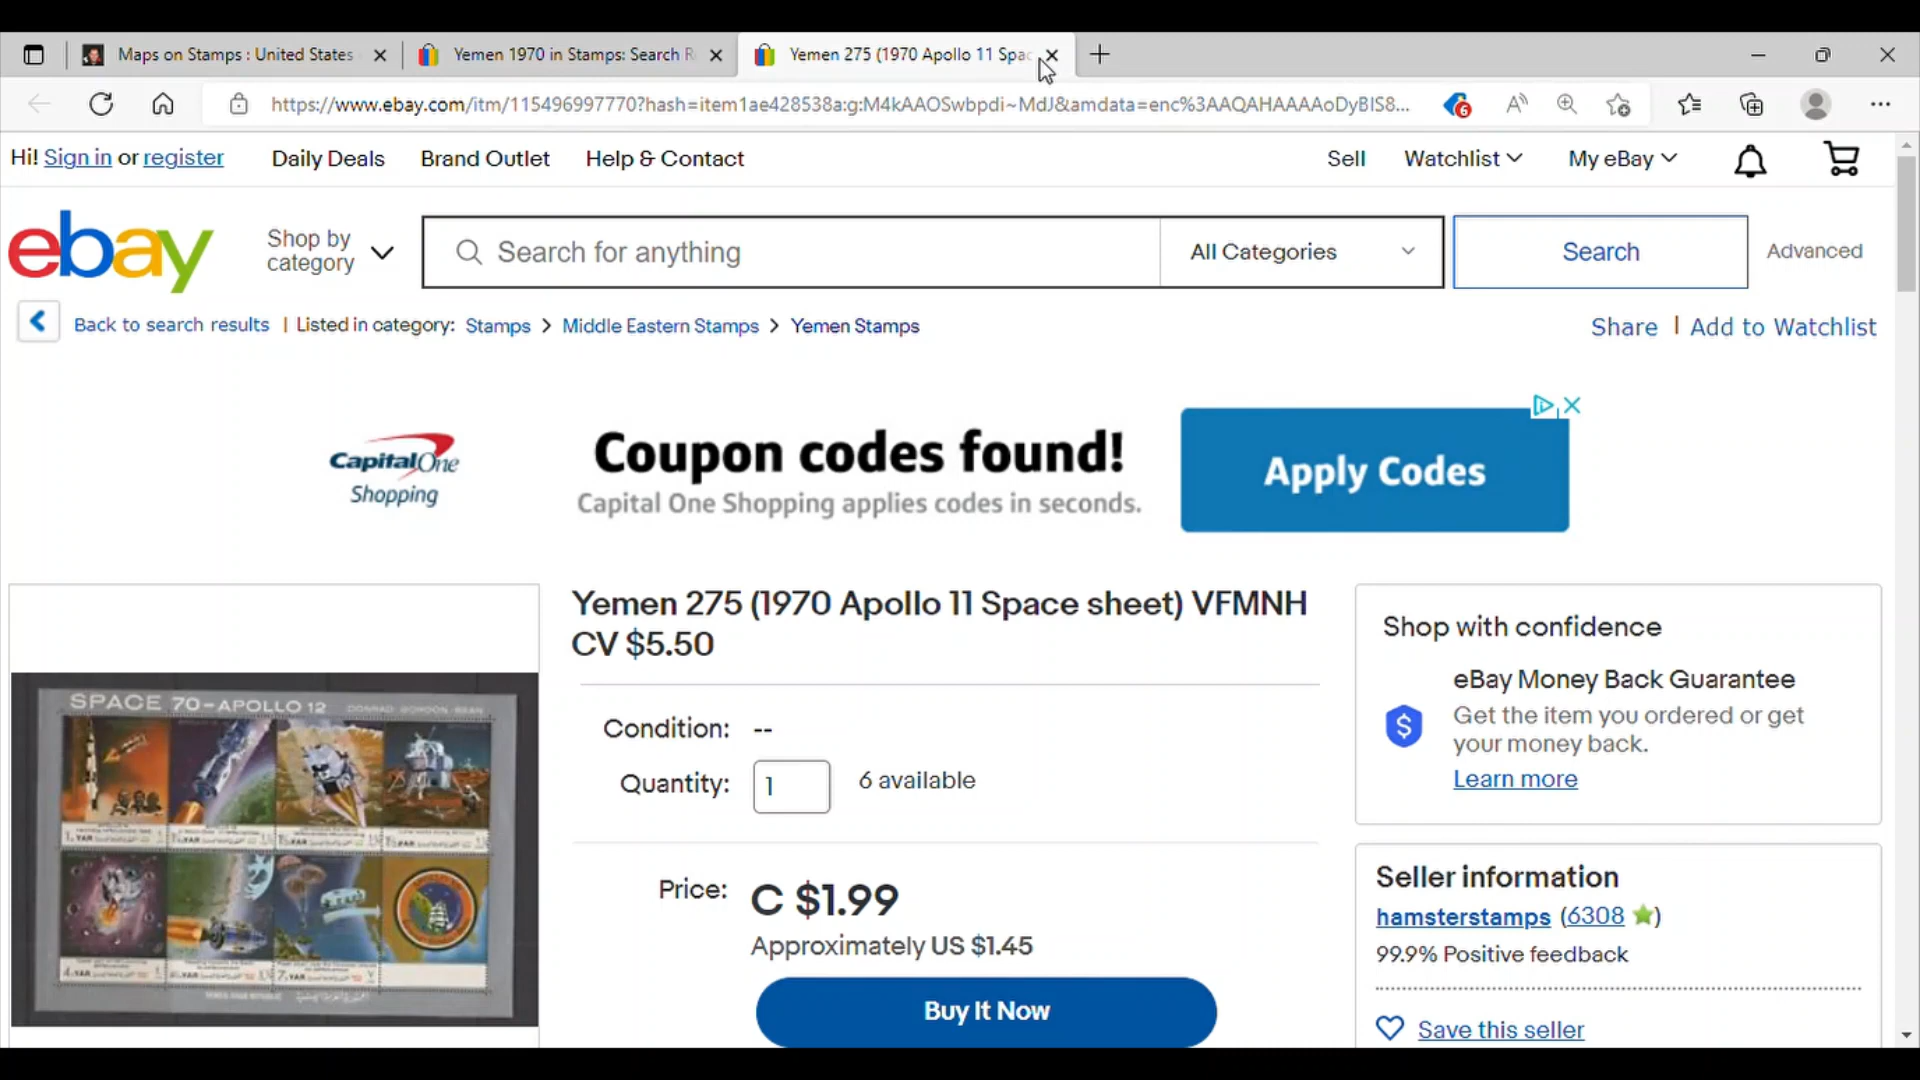 Maps on Stamps : United States
Yemen 1970 in Stamps: Search R
Yemen 275 (1970 Apollo 11 Spac
https://www.ebay.com/itm/115496997770?hash=item1ae428538a:g:M4kAAOSwbpdi~MdJ&amdata=enc%3AAQAHAAAAoDyBIS8...
6
Hi! Sign in or register
Daily Deals
Brand Outlet
Help & Contact
Sell
Watchlist
My eBay
ebay
Shop by
category
Search for anything
All Categories
Search
Advanced
Back to search results | Listed in category: Stamps > Middle Eastern Stamps > Yemen Stamps
Share | Add to Watchlist
CapitalOne
Shopping
Coupon codes found!
Capital One Shopping applies codes in seconds.
Apply Codes
Yemen 275 (1970 Apollo 11 Space sheet) VFMNH
CV $5.50
SPACE 70-APOLLO 12 CONRAD GORDON BEAN
Condition: --
Quantity: 1 6 available
Price: C $1.99
Approximately US $1.45
Buy It Now
Shop with confidence
eBay Money Back Guarantee
Get the item you ordered or get
your money back.
Learn more
Seller information
hamsterstamps (6308)
99.9% Positive feedback
Save this seller